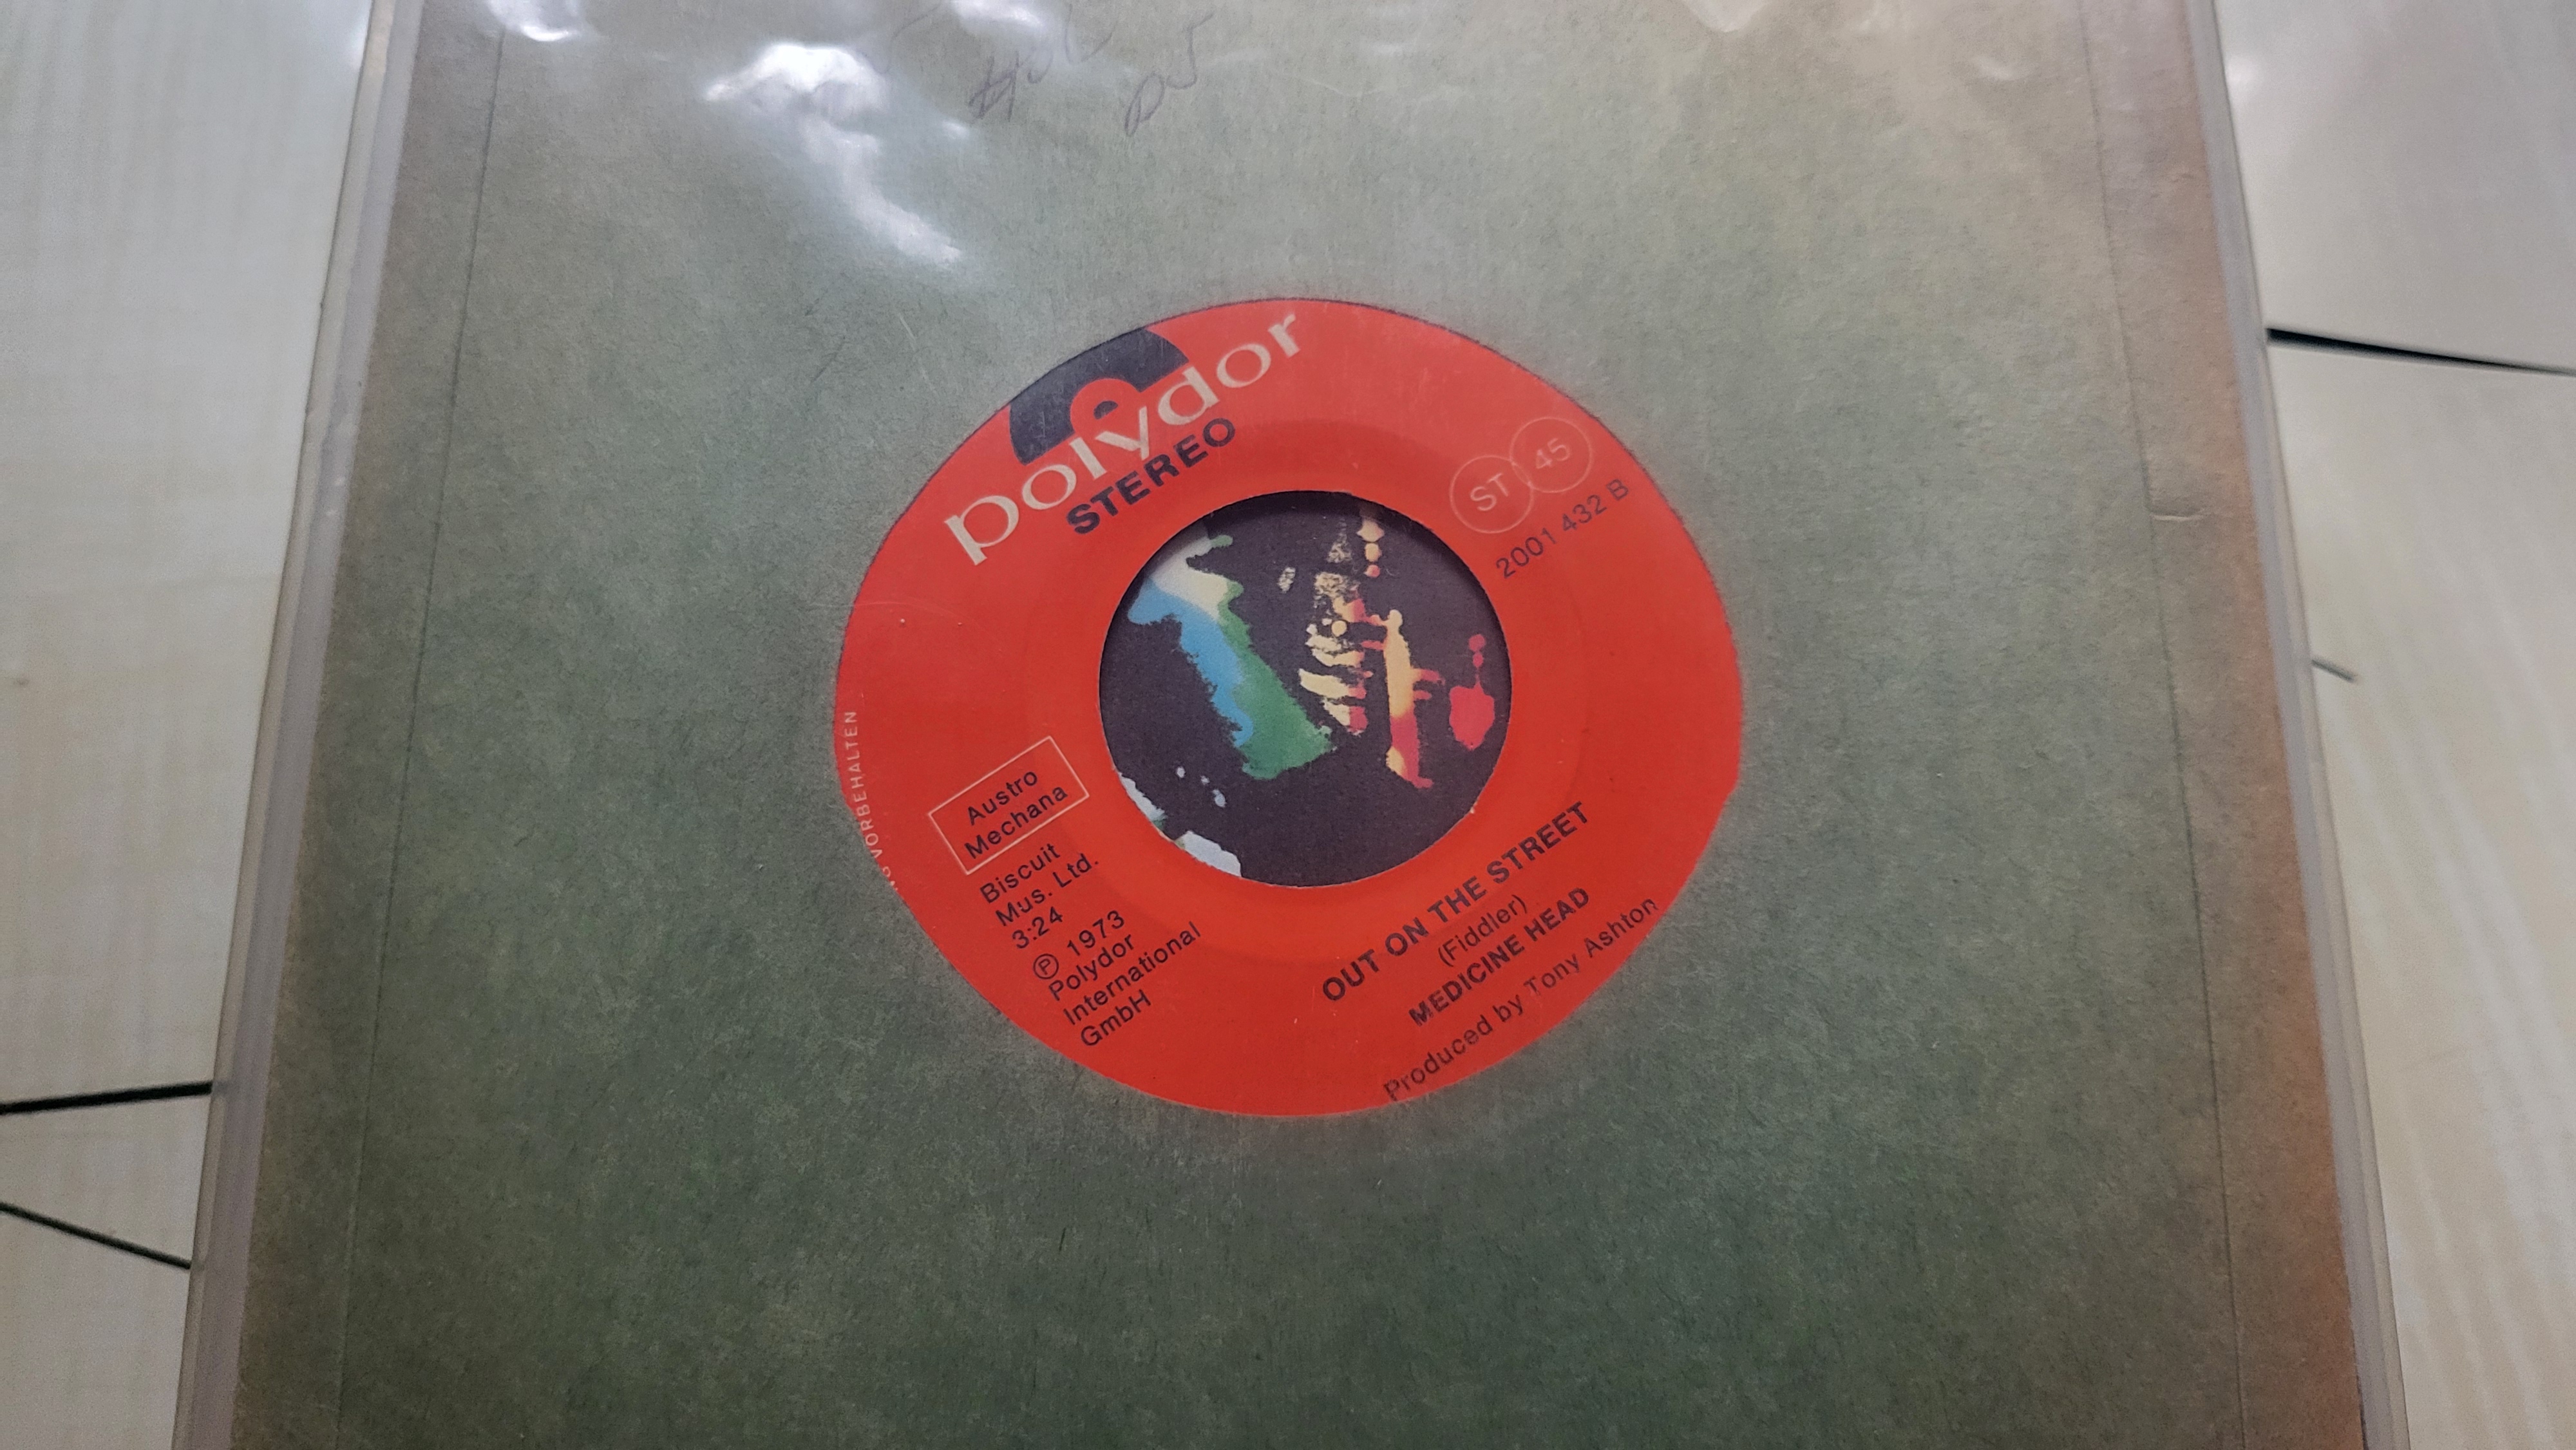 polydor
STEREO
ST 45
2001 432 B
VORBEHALTEN
Austro
Mechana
Biscuit
Mus. Ltd.
3:24
℗ 1973
Polydor
International
GmbH
OUT ON THE STREET
(Fiddler)
MEDICINE HEAD
Produced by Tony Ashton